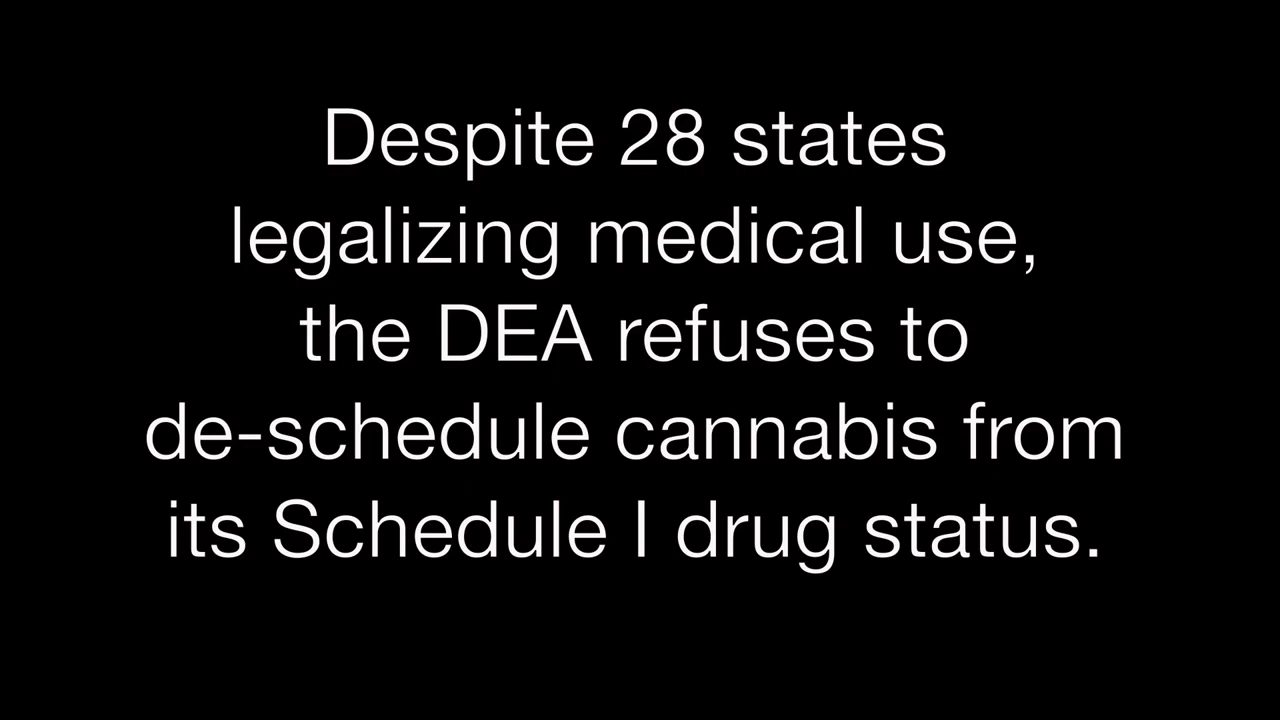 Despite 28 states
legalizing medical use,
the DEA refuses to
de-schedule cannabis from
its Schedule I drug status.